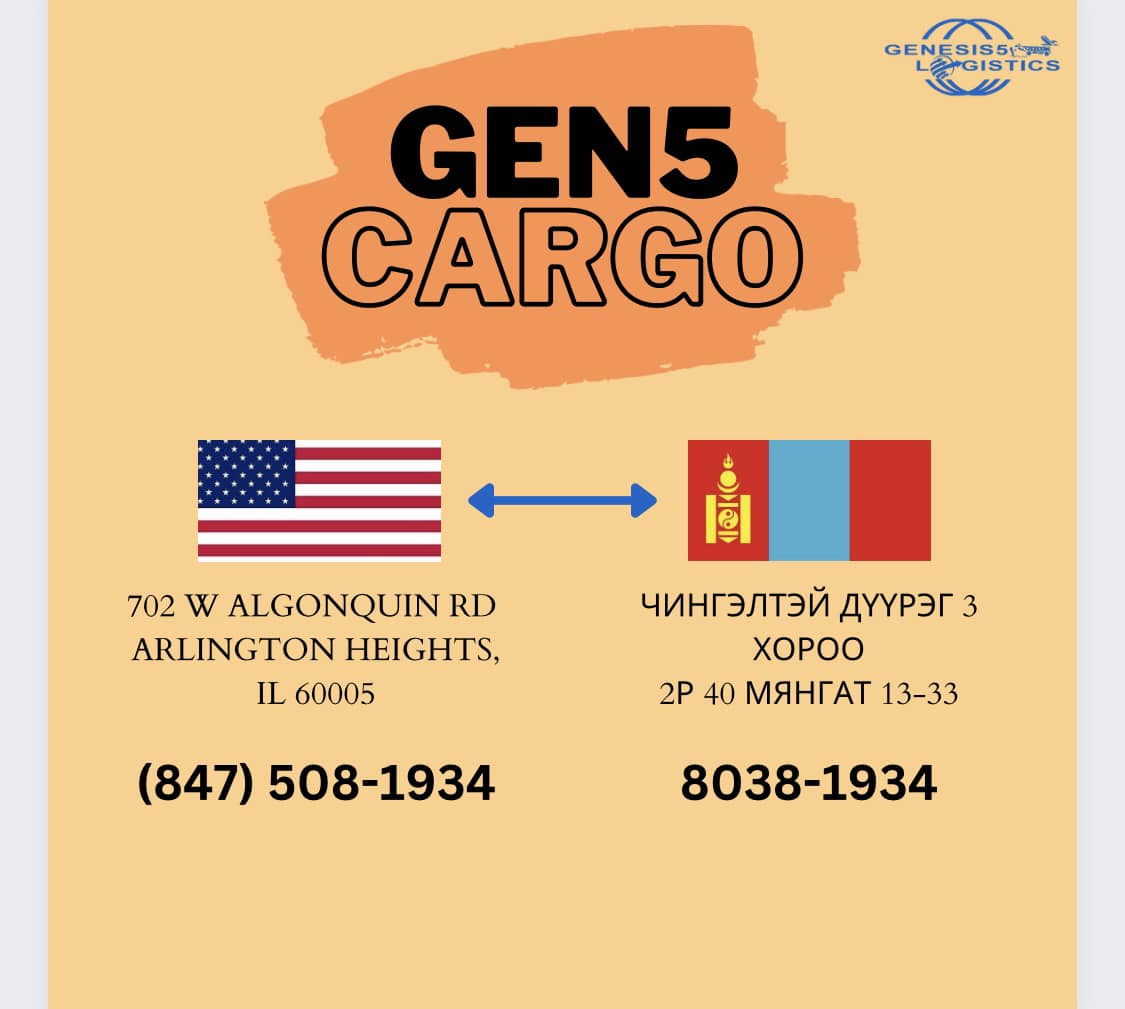 GENESIS5
LOGISTICS
GEN5
CARGO
702 W ALGONQUIN RD
ARLINGTON HEIGHTS,
IL 60005
(847) 508-1934
ЧИНГЭЛТЭЙ ДҮҮРЭГ 3
ХОРОО
2Р 40 МЯНГАТ 13-33
8038-1934